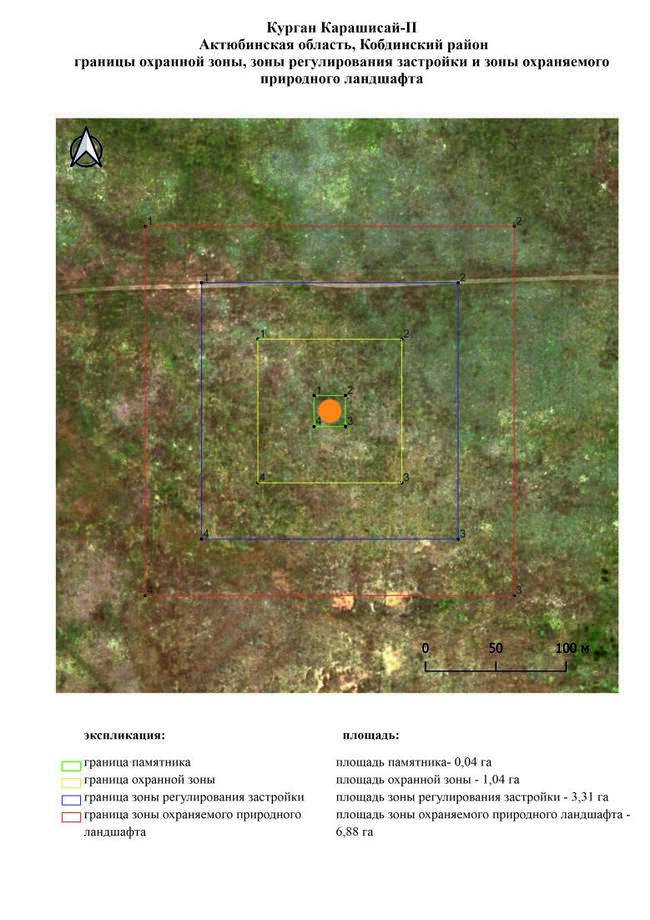 Курган Карашисай-II
Актюбинская область, Кобдинский район
границы охранной зоны, зоны регулирования застройки и зоны охраняемого
природного ландшафта
1 2
1 2
1 2
1 2
4 3
4 3
4 3
4 3
0 50 100 м
экспликация: площадь:
граница памятника площадь памятника- 0,04 га
граница охранной зоны площадь охранной зоны - 1,04 га
граница зоны регулирования застройки площадь зоны регулирования застройки - 3,31 га
граница зоны охраняемого природного площадь зоны охраняемого природного ландшафта -
ландшафта 6,88 га